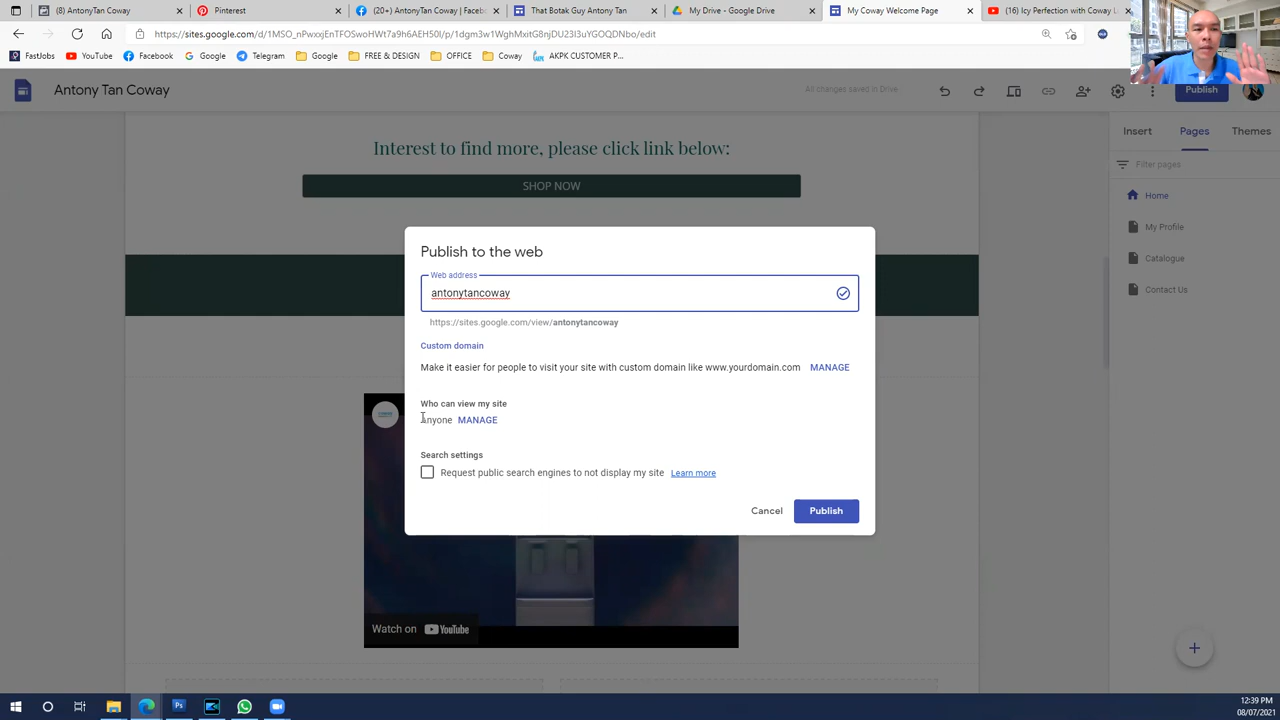 (8) AntonyTan Coway
Pinterest
(20+) AntonyTan Coway | Facebo
That Botak Guy Antony Tan
My Drive - Google Drive
My Coway Welcome Page
(16) Icy Perfection with Coway L
https://sites.google.com/d/1MSO_nPwxxjEnTFOSwoHWt7a9h6AEH50l/p/1dgm3w1WghMxitG8njDU23I3uYGOQDNbo/edit
FastJobs
YouTube
Facebook
Google
Telegram
Google
FREE & DESIGN
OFFICE
Coway
AKPK CUSTOMER P...
Antony Tan Coway
All changes saved in Drive
Publish
Insert
Pages
Themes
Filter pages
Home
My Profile
Catalogue
Contact Us
Interest to find more, please click link below:
SHOP NOW
Publish to the web
Web address
antonytancoway
https://sites.google.com/view/antonytancoway
Custom domain
Make it easier for people to visit your site with custom domain like www.yourdomain.com MANAGE
Who can view my site
Anyone MANAGE
Search settings
Request public search engines to not display my site Learn more
Cancel
Publish
Watch on YouTube
12:39 PM
08/07/2021